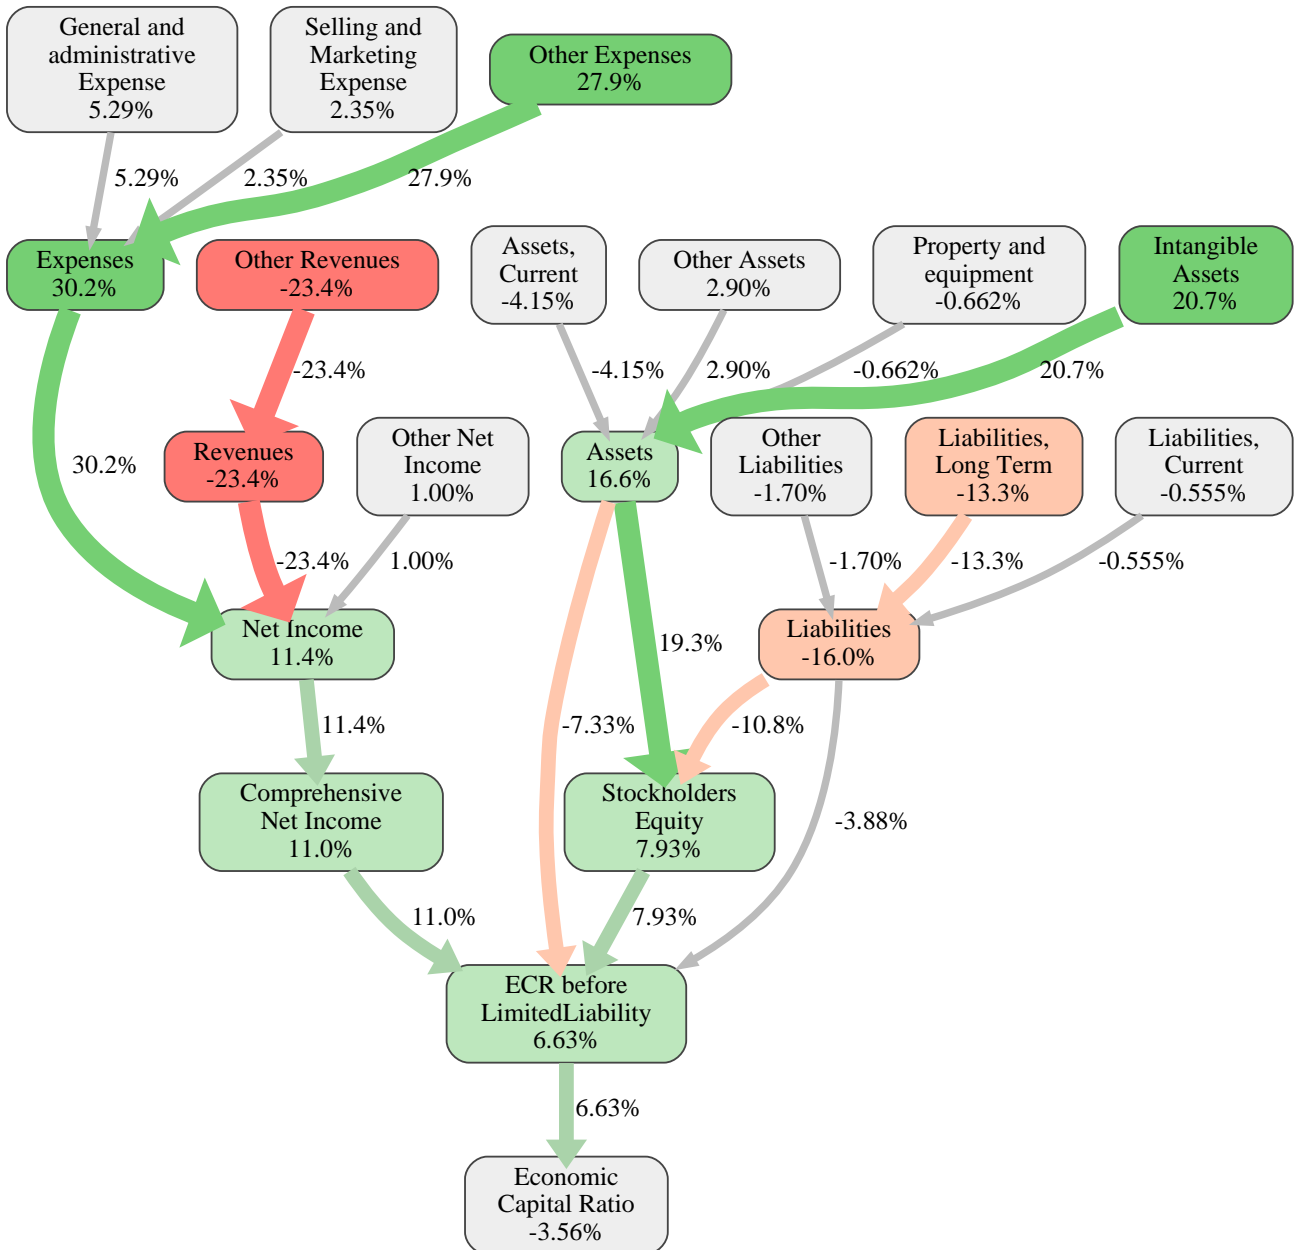 General and
administrative
Expense
5.29%
Selling and
Marketing
Expense
2.35%
Other Expenses
27.9%
5.29%
2.35%
27.9%
Expenses
30.2%
Other Revenues
-23.4%
Assets,
Current
-4.15%
Other Assets
2.90%
Property and
equipment
-0.662%
Intangible
Assets
20.7%
-23.4%
-4.15%
2.90%
-0.662%
20.7%
Revenues
-23.4%
Other Net
Income
1.00%
Assets
16.6%
Other
Liabilities
-1.70%
Liabilities,
Long Term
-13.3%
Liabilities,
Current
-0.555%
30.2%
-23.4%
1.00%
-1.70%
-13.3%
-0.555%
Net Income
11.4%
19.3%
Liabilities
-16.0%
11.4%
-7.33%
-10.8%
Comprehensive
Net Income
11.0%
Stockholders
Equity
7.93%
-3.88%
11.0%
7.93%
ECR before
LimitedLiability
6.63%
6.63%
Economic
Capital Ratio
-3.56%